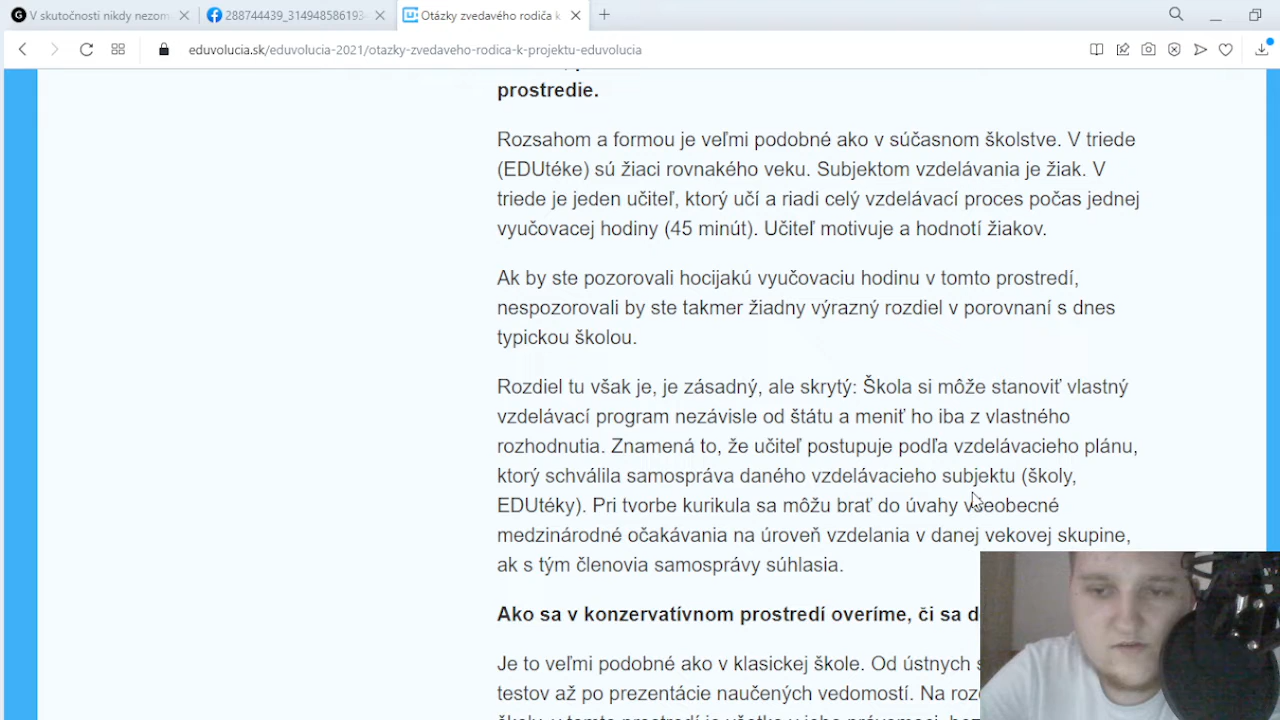 V skutočnosti nikdy nezom
288744439_3149485861934
Otázky zvedavého rodiča k
eduvolucia.sk/eduvolucia-2021/otazky-zvedaveho-rodica-k-projektu-eduvolucia
prostredie.
Rozsahom a formou je veľmi podobné ako v súčasnom školstve. V triede
(EDUtéke) sú žiaci rovnakého veku. Subjektom vzdelávania je žiak. V
triede je jeden učiteľ, ktorý učí a riadi celý vzdelávací proces počas jednej
vyučovacej hodiny (45 minút). Učiteľ motivuje a hodnotí žiakov.
Ak by ste pozorovali hocijakú vyučovaciu hodinu v tomto prostredí,
nespozorovali by ste takmer žiadny výrazný rozdiel v porovnaní s dnes
typickou školou.
Rozdiel tu však je, je zásadný, ale skrytý: Škola si môže stanoviť vlastný
vzdelávací program nezávisle od štátu a meniť ho iba z vlastného
rozhodnutia. Znamená to, že učiteľ postupuje podľa vzdelávacieho plánu,
ktorý schválila samospráva daného vzdelávacieho subjektu (školy,
EDUtéky). Pri tvorbe kurikula sa môžu brať do úvahy všeobecné
medzinárodné očakávania na úroveň vzdelania v danej vekovej skupine,
ak s tým členovia samosprávy súhlasia.
Ako sa v konzervatívnom prostredí overíme, či sa
Je to veľmi podobné ako v klasickej škole. Od ústnych
testov až po prezentácie naučených vedomostí. Na